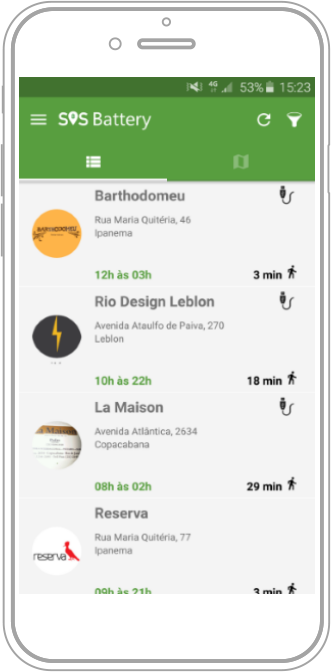 4G 53% 15:23
SOS Battery
Barthodomeu
Rua Maria Quitéria, 46
Ipanema
BARTHODOMEU
12h às 03h 3 min
Rio Design Leblon
Avenida Ataulfo de Paiva, 270
Leblon
10h às 22h 18 min
La Maison
Avenida Atlântica, 2634
Copacabana
08h às 02h 29 min
Reserva
Rua Maria Quitéria, 77
Ipanema
reserva
09h às 21h 3 min